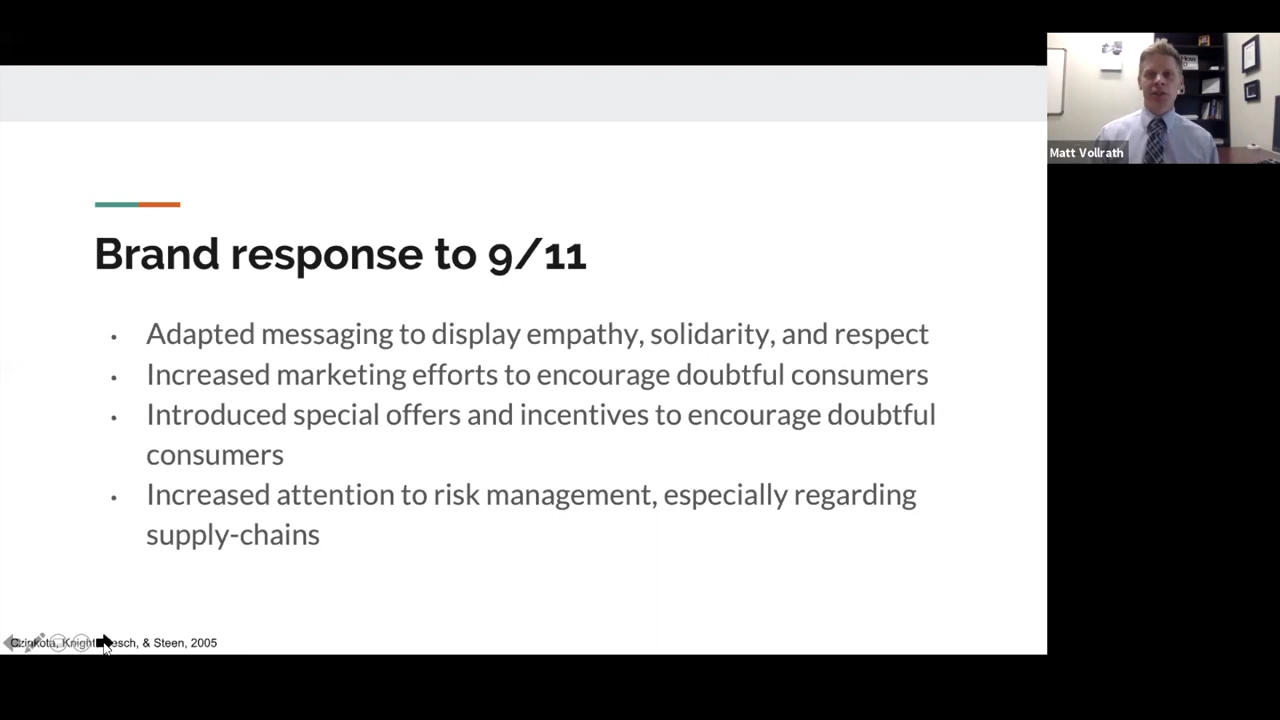 Brand response to 9/11
• Adapted messaging to display empathy, solidarity, and respect
• Increased marketing efforts to encourage doubtful consumers
• Introduced special offers and incentives to encourage doubtful
consumers
• Increased attention to risk management, especially regarding
supply-chains
Czinkota, Knight & Steen, 2005
Matt Vollrath